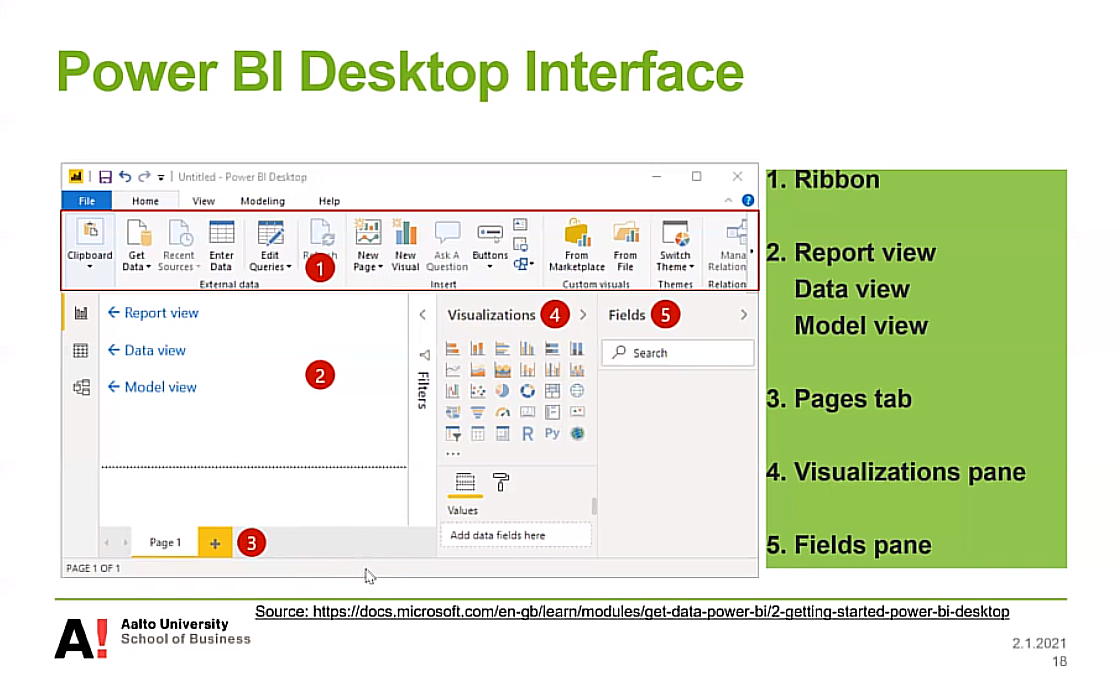 Power BI Desktop Interface
Untitled - Power BI Desktop
File Home View Modeling Help
Clipboard
Get Data
Recent Sources
Enter Data
Edit Queries
1
New Page
New Visual
Ask A Question
Buttons
From Marketplace
From File
Switch Theme
External data
Insert
Custom visuals
Themes
Report view
Data view
Model view
2
Filters
Visualizations 4
R Py
Values
Add data fields here
Fields 5
Search
Page 1 + 3
PAGE 1 OF 1
1. Ribbon
2. Report view
Data view
Model view
3. Pages tab
4. Visualizations pane
5. Fields pane
Source: https://docs.microsoft.com/en-gb/learn/modules/get-data-power-bi/2-getting-started-power-bi-desktop
A!
Aalto University
School of Business
2.1.2021
18